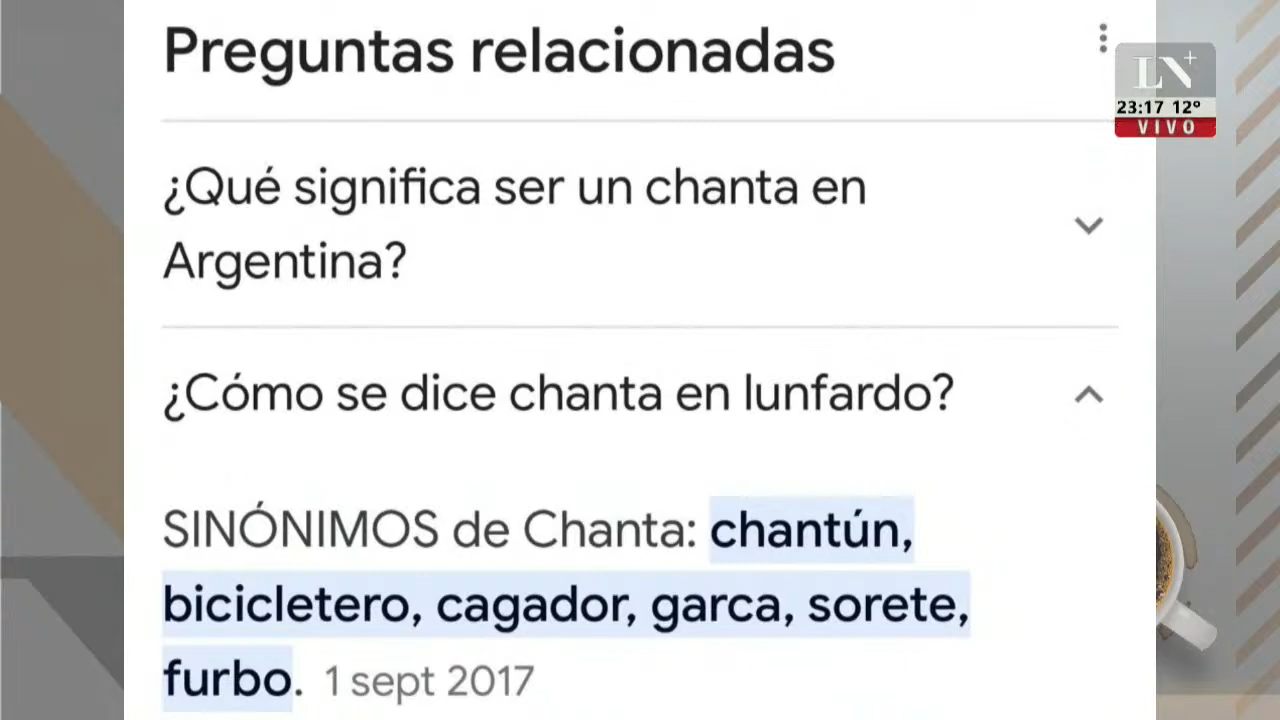 Preguntas relacionadas
LN+
23:17 12º
VIVO
¿Qué significa ser un chanta en
Argentina?
¿Cómo se dice chanta en lunfardo?
SINÓNIMOS de Chanta: chantún,
bicicletero, cagador, garca, sorete,
furbo. 1 sept 2017